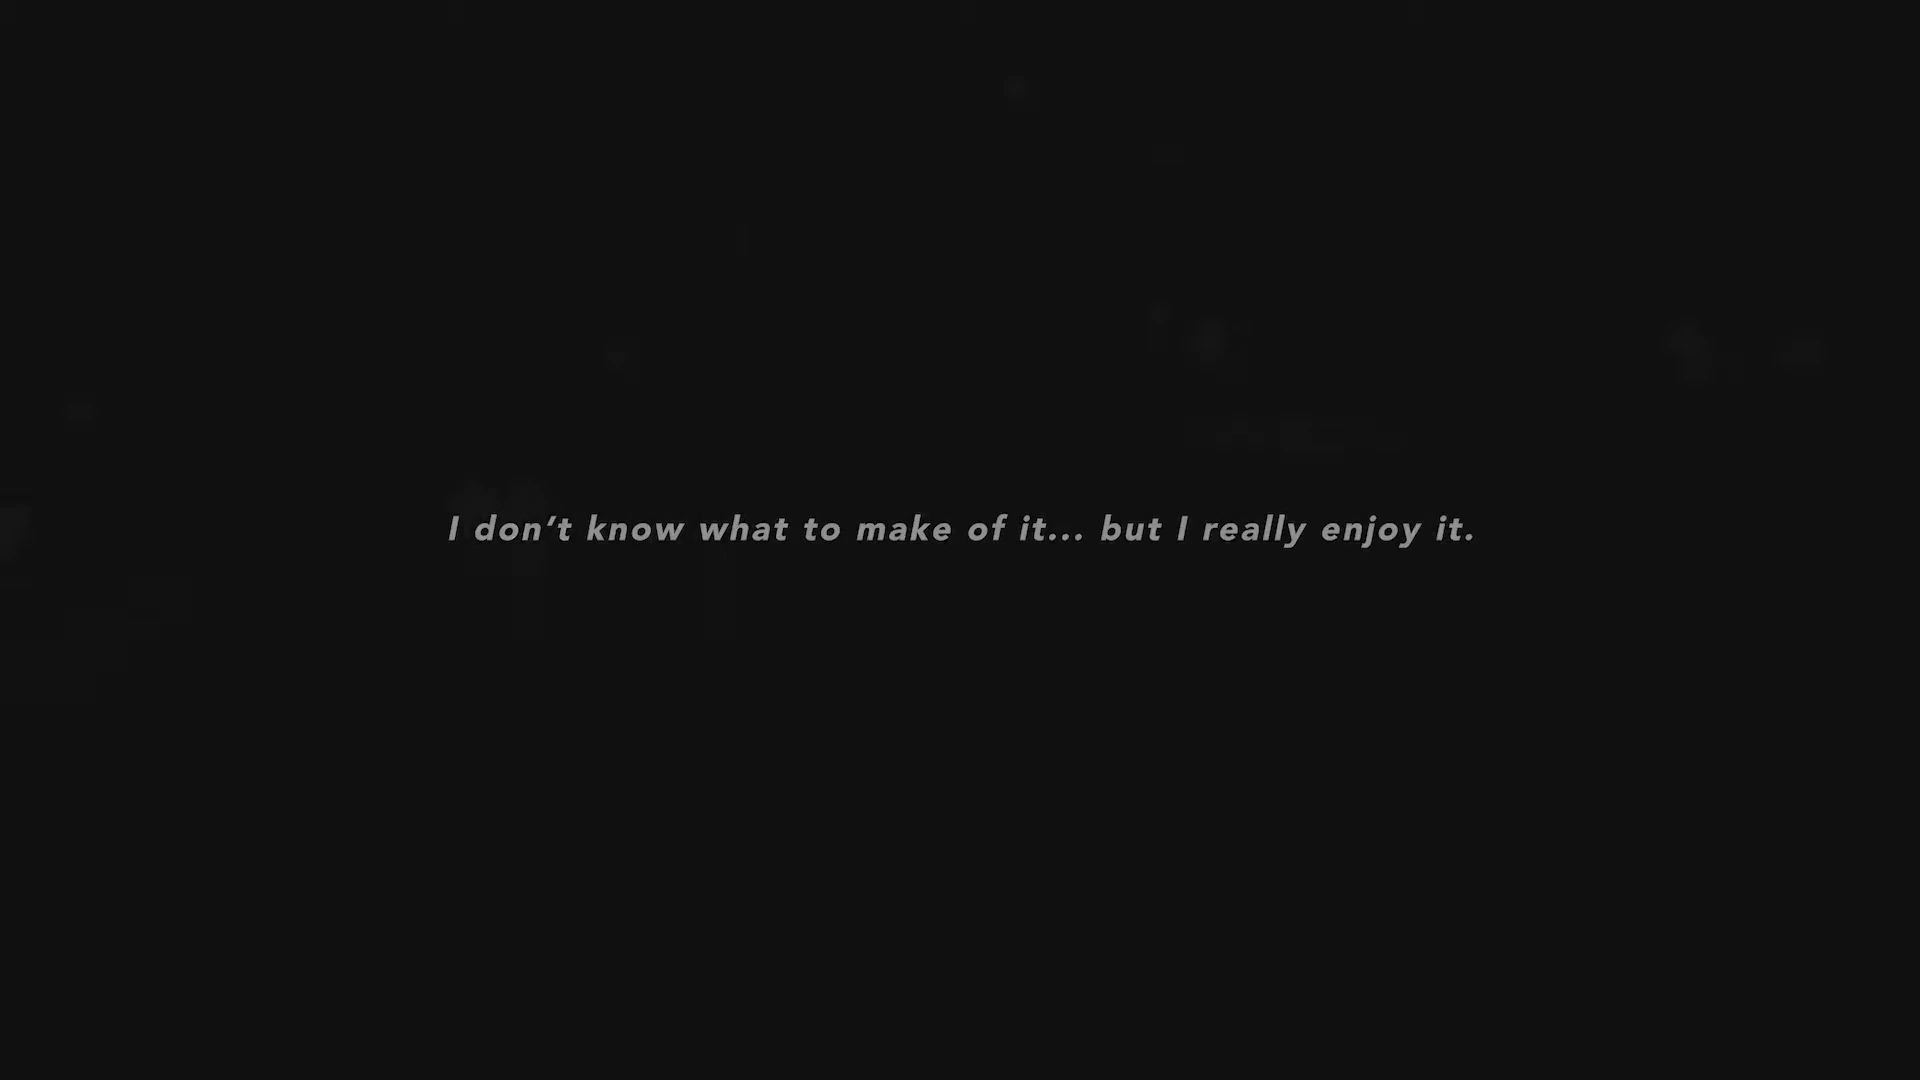 I don’t know what to make of it... but I really enjoy it.